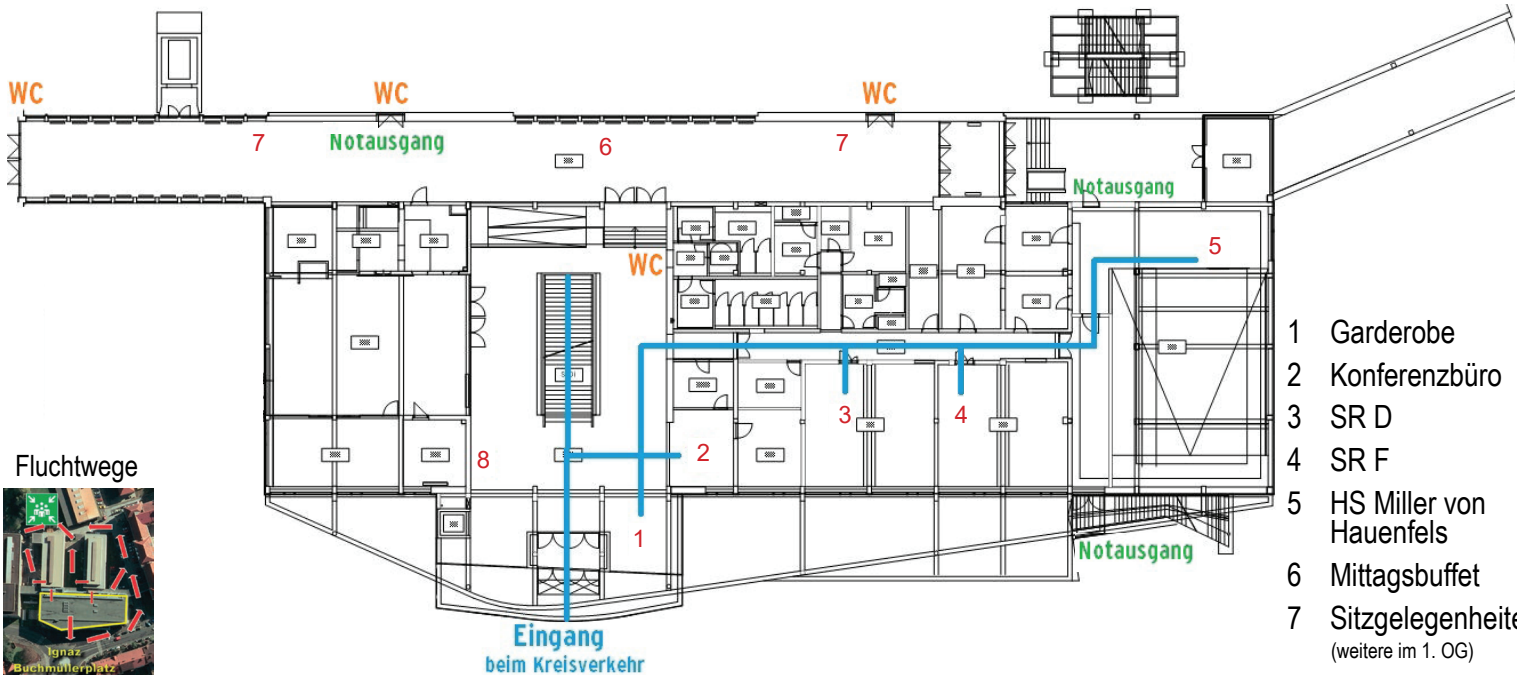 WC
WC
WC
7
Notausgang
6
7
Notausgang
WC
5
3
4
2
8
1
Notausgang
Eingang
beim Kreisverkehr
Fluchtwege
Ignaz
Buchmüllerplatz
1 Garderobe
2 Konferenzbüro
3 SR D
4 SR F
5 HS Miller von
Hauenfels
6 Mittagsbuffet
7 Sitzgelegenheite
(weitere im 1. OG)